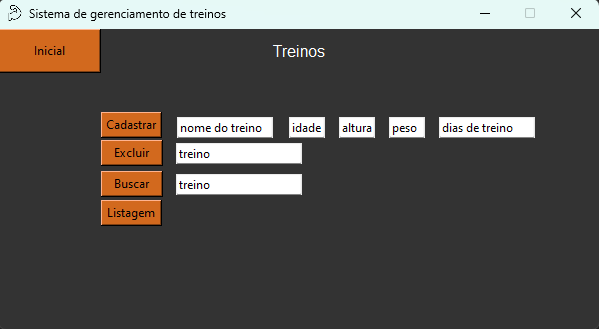 Sistema de gerenciamento de treinos
Inicial
Treinos
Cadastrar nome do treino idade altura peso dias de treino
Excluir treino
Buscar treino
Listagem